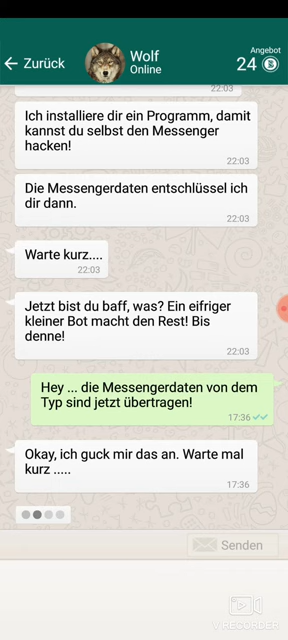 Angebot
Zurück
Wolf
24
Online
22:03
Ich installiere dir ein Programm, damit
kannst du selbst den Messenger
hacken!
22:03
Die Messengerdaten entschlüssel ich
dir dann.
22:03
Warte kurz....
22:03
Jetzt bist du baff, was? Ein eifriger
kleiner Bot macht den Rest! Bis
denne!
22:03
Hey ... die Messengerdaten von dem
Typ sind jetzt übertragen!
17:36
Okay, ich guck mir das an. Warte mal
kurz .....
17:36
Senden
RECORDER